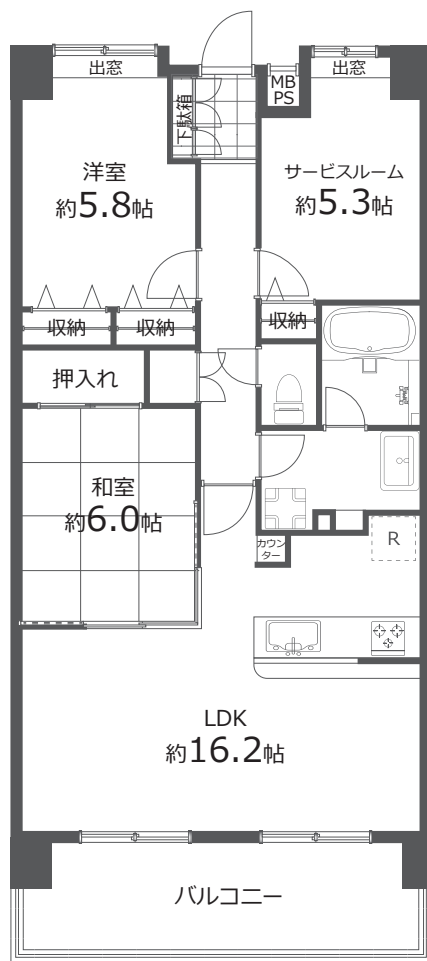 出窓
MB
PS
出窓
下駄箱
洋室
約5.8帖
サービスルーム
約5.3帖
収納
収納
収納
押入れ
和室
約6.0帖
カウン
ター
R
LDK
約16.2帖
バルコニー